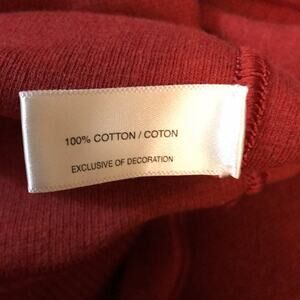 100% COTTON / COTON
EXCLUSIVE OF DECORATION